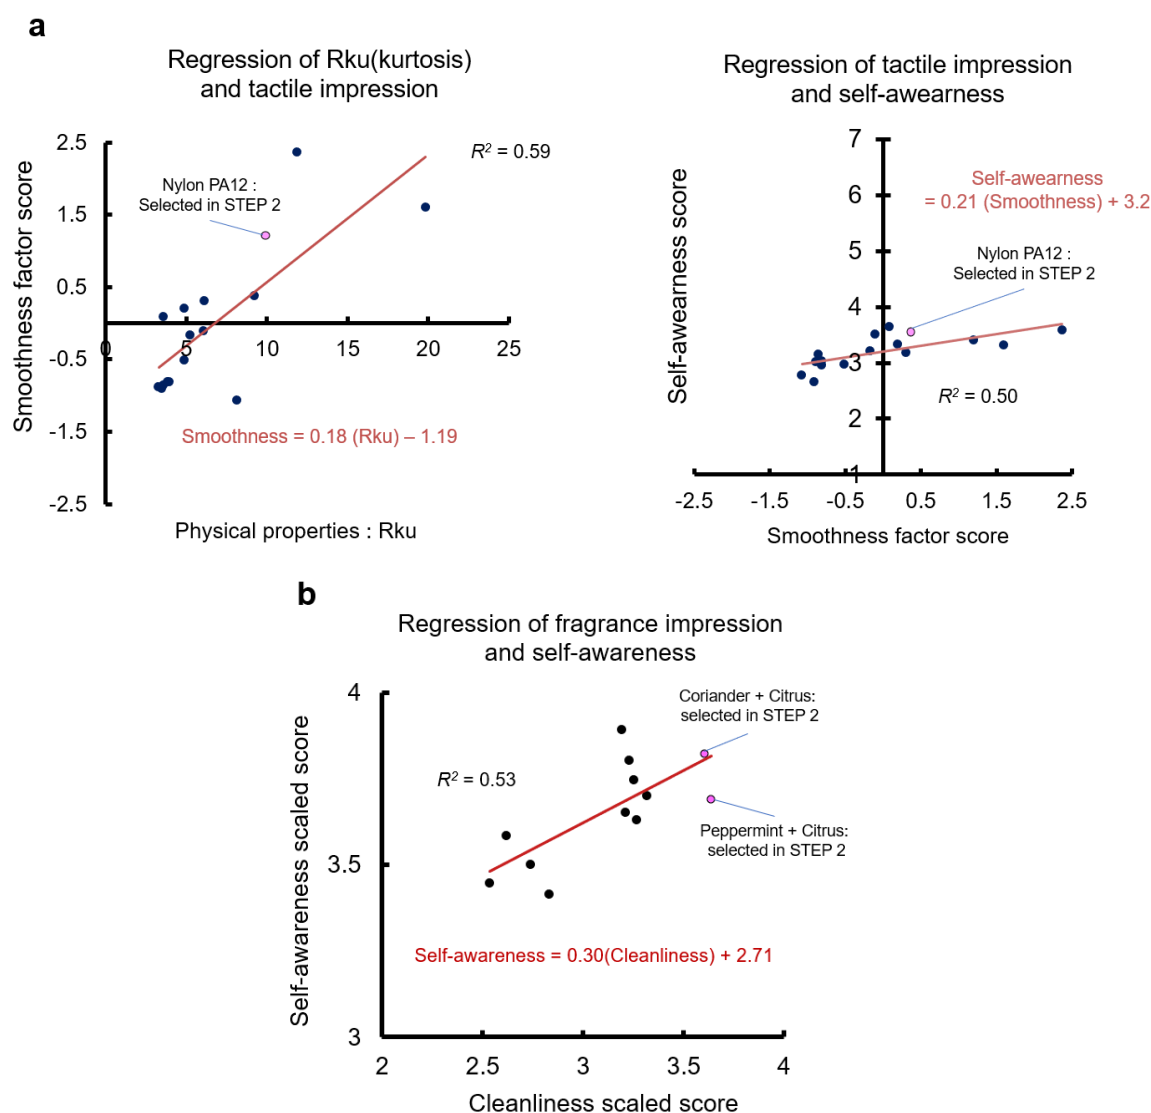 a
Regression of Rku(kurtosis)
and tactile impression
Smoothness factor score
2.5
1.5
0.5
-0.5
-1.5
-2.5
0
5
10
15
20
25
R² = 0.59
Nylon PA12 :
Selected in STEP 2
Smoothness = 0.18 (Rku) – 1.19
Physical properties : Rku
Regression of tactile impression
and self-awearness
Self-awearness score
7
6
5
4
3
2
1
Self-awearness
= 0.21 (Smoothness) + 3.2
Nylon PA12 :
Selected in STEP 2
R² = 0.50
-2.5
-1.5
-0.5
0.5
1.5
2.5
Smoothness factor score
b
Regression of fragrance impression
and self-awareness
Self-awareness scaled score
4
3.5
3
Coriander + Citrus:
selected in STEP 2
R² = 0.53
Peppermint + Citrus:
selected in STEP 2
Self-awareness = 0.30(Cleanliness) + 2.71
2
2.5
3
3.5
4
Cleanliness scaled score